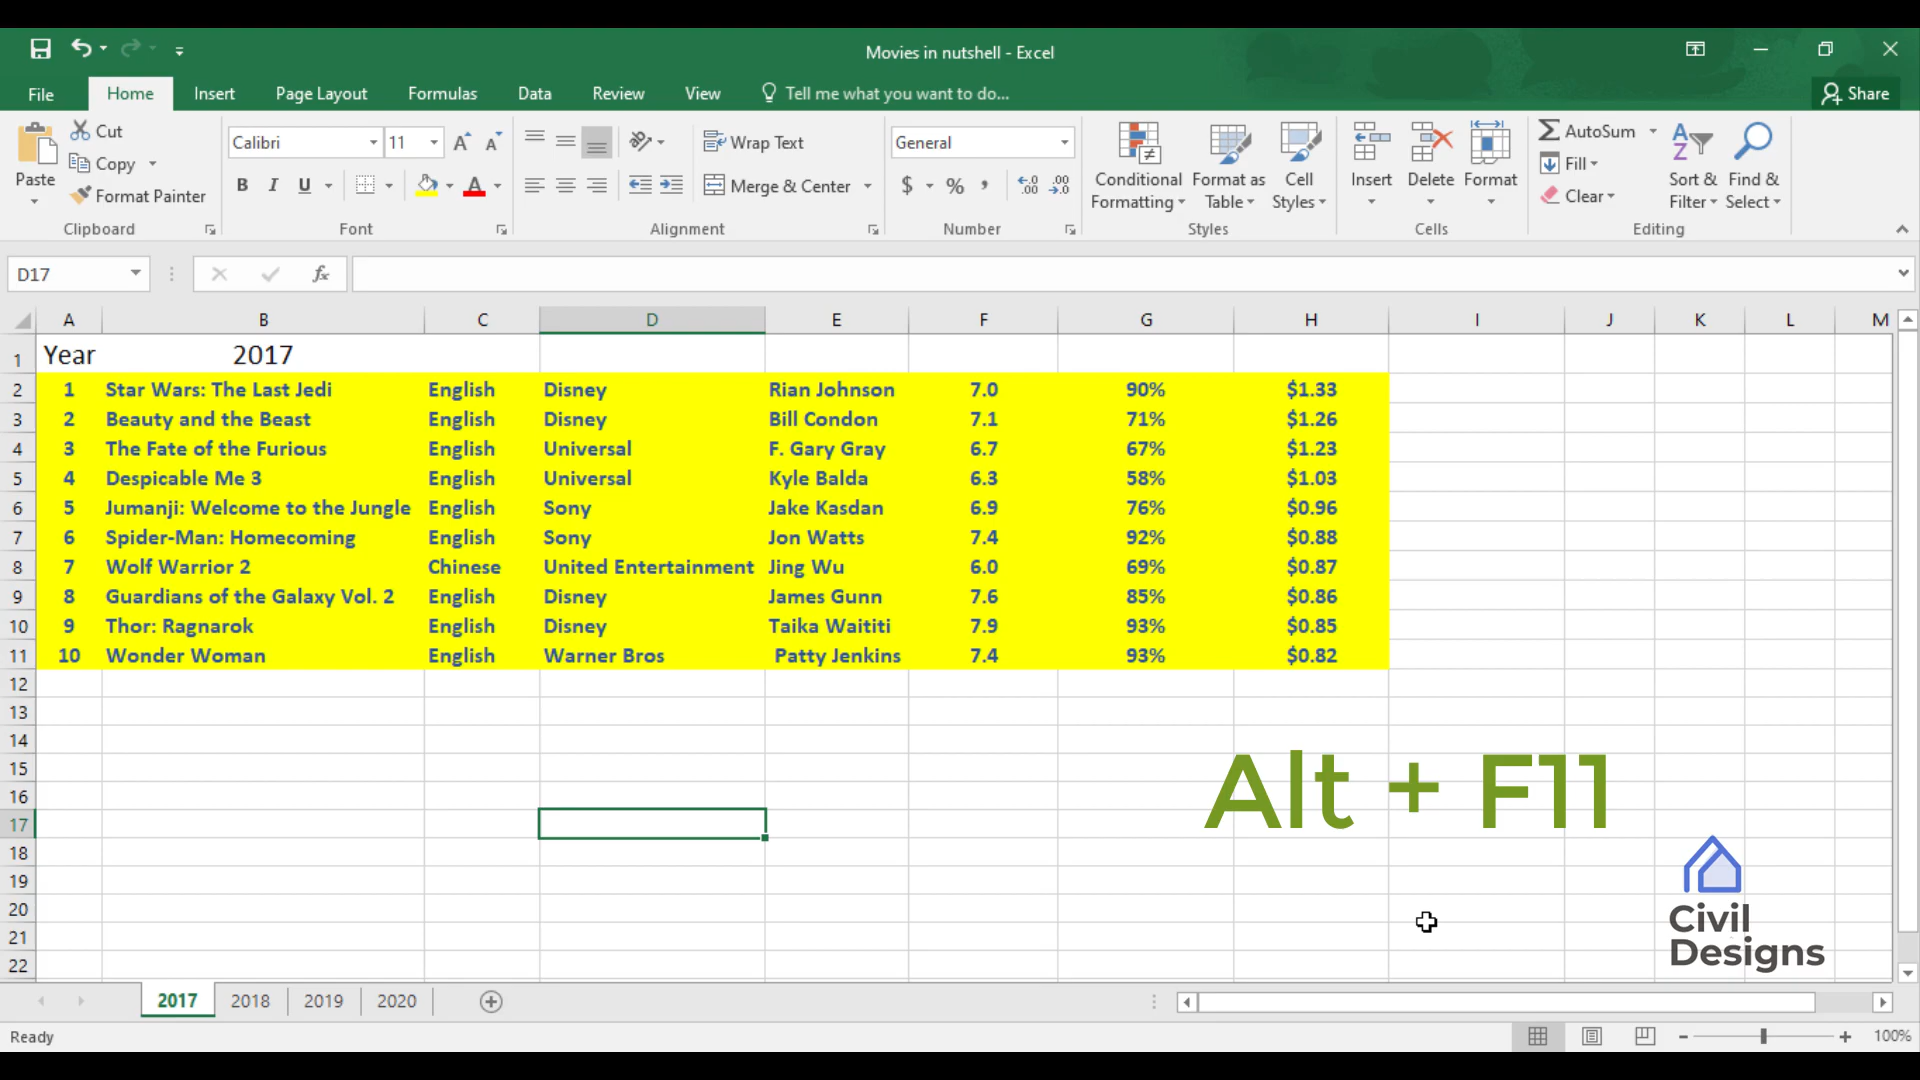 Movies in nutshell - Excel
File Home Insert Page Layout Formulas Data Review View Tell me what you want to do... Share
Paste Cut Copy Format Painter
Clipboard
Calibri 11 A A
B I U A
Font
Wrap Text
Merge & Center
Alignment
General
$ % , .00 .00
Number
Conditional Formatting Format as Table Cell Styles
Styles
Insert Delete Format
Cells
AutoSum
Fill
Clear
Sort & Filter Find & Select
Editing
D17 fx
A B C D E F G H I J K L M
1 Year 2017
2 1 Star Wars: The Last Jedi English Disney Rian Johnson 7.0 90% $1.33
3 2 Beauty and the Beast English Disney Bill Condon 7.1 71% $1.26
4 3 The Fate of the Furious English Universal F. Gary Gray 6.7 67% $1.23
5 4 Despicable Me 3 English Universal Kyle Balda 6.3 58% $1.03
6 5 Jumanji: Welcome to the Jungle English Sony Jake Kasdan 6.9 76% $0.96
7 6 Spider-Man: Homecoming English Sony Jon Watts 7.4 92% $0.88
8 7 Wolf Warrior 2 Chinese United Entertainment Jing Wu 6.0 69% $0.87
9 8 Guardians of the Galaxy Vol. 2 English Disney James Gunn 7.6 85% $0.86
10 9 Thor: Ragnarok English Disney Taika Waititi 7.9 93% $0.85
11 10 Wonder Woman English Warner Bros Patty Jenkins 7.4 93% $0.82
12
13
14
15
16
17
18
19
20
21
22
Alt + F11
Civil
Designs
2017 2018 2019 2020
Ready 100%